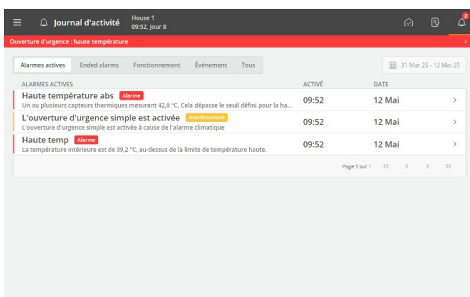 Journal d'activité
House 1
09:52, Jour 8
3
Ouverture d'urgence : haute température
Alarmes actives Ended alarms Fonctionnement Événement Tous
31 Mar 25 - 12 Mai 25
ALARMES ACTIVES ACTIVÉ DATE
Haute température abs Alarme 09:52 12 Mai
Un ou plusieurs capteurs thermiques mesurent 42,8 °C. Cela dépasse le seuil défini pour la ha...
L'ouverture d'urgence simple est activée Avertissement 09:52 12 Mai
L'ouverture d'urgence simple est activée à cause de l'alarme climatique
Haute temp Alarme 09:52 12 Mai
La température intérieure est de 39,2 °C, au-dessus de la limite de température haute.
Page 1 sur 1